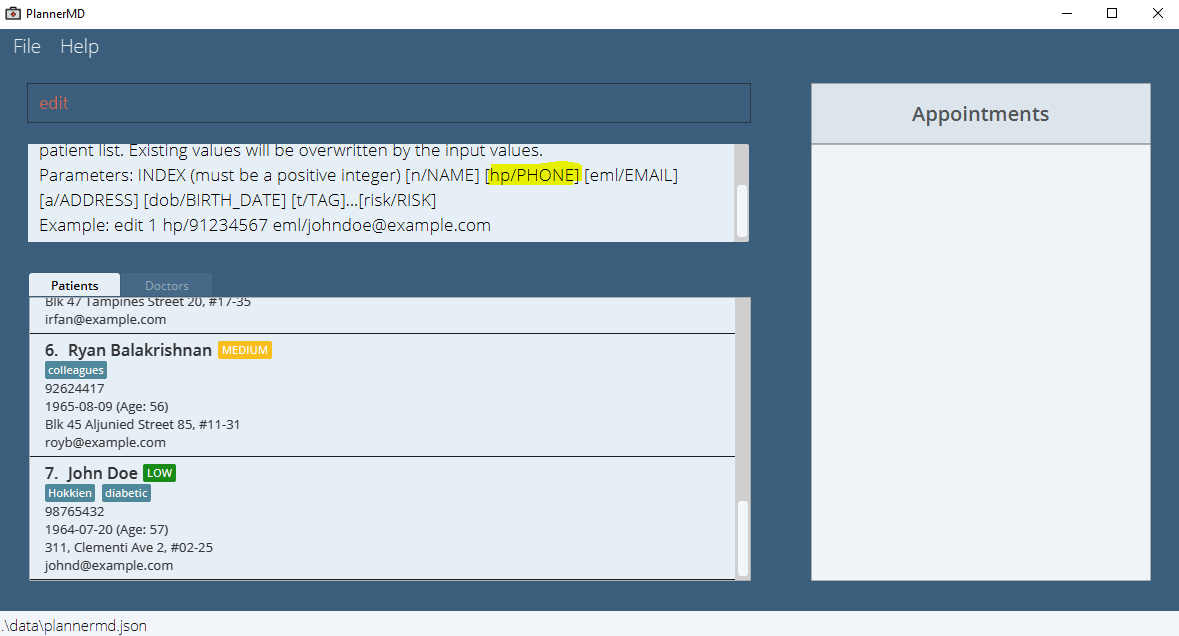 PlannerMD
File Help
edit
Appointments
patient list. Existing values will be overwritten by the input values.
Parameters: INDEX (must be a positive integer) [n/NAME] [hp/PHONE] [eml/EMAIL]
[a/ADDRESS] [dob/BIRTH_DATE] [t/TAG]...[risk/RISK]
Example: edit 1 hp/91234567 eml/johndoe@example.com
Patients Doctors
Blk 47 Tampines Street 20, #17-35
irfan@example.com
6. Ryan Balakrishnan MEDIUM
colleagues
92624417
1965-08-09 (Age: 56)
Blk 45 Aljunied Street 85, #11-31
royb@example.com
7. John Doe LOW
Hokkien diabetic
98765432
1964-07-20 (Age: 57)
311, Clementi Ave 2, #02-25
johnd@example.com
.\data\plannermd.json